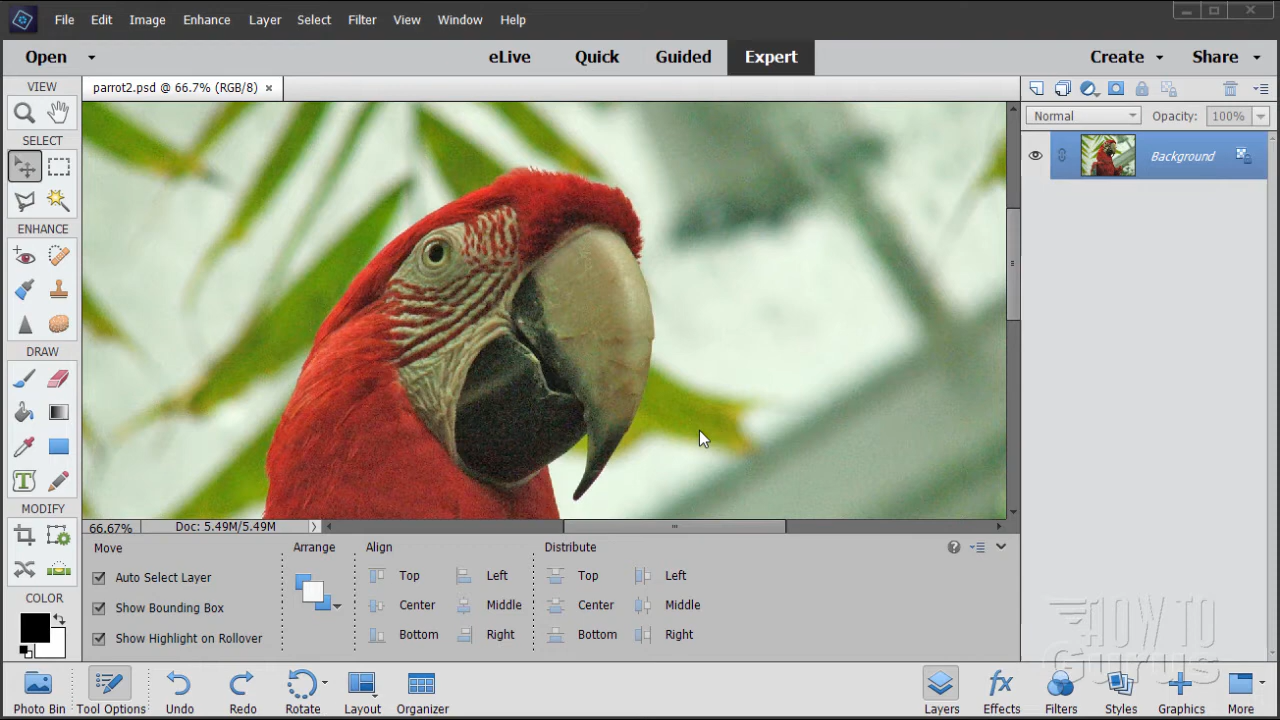 File Edit Image Enhance Layer Select Filter View Window Help
Open eLive Quick Guided Expert Create Share
VIEW
parrot2.psd @ 66.7% (RGB/8) ×
Normal Opacity: 100%
SELECT
Background
ENHANCE
DRAW
T
MODIFY
66.67% Doc: 5.49M/5.49M
Move Arrange Align Distribute
Auto Select Layer Top Left Top Left
Show Bounding Box Center Middle Center Middle
Show Highlight on Rollover Bottom Right Bottom Right
COLOR
HOW TO
Gurus
Photo Bin Tool Options Undo Redo Rotate Layout Organizer Layers fx Effects Filters Styles Graphics More